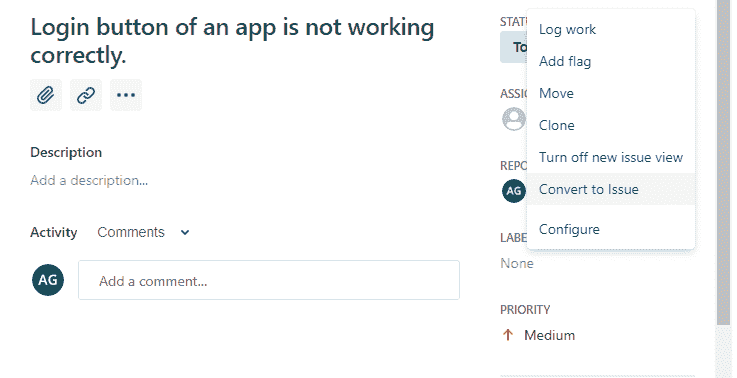 Login button of an app is not working
correctly.
Description
Add a description...
Activity Comments
AG
Add a comment...
STAT
To
ASSIG
REPO
AG
LABE
None
PRIORITY
Medium
Log work
Add flag
Move
Clone
Turn off new issue view
Convert to Issue
Configure